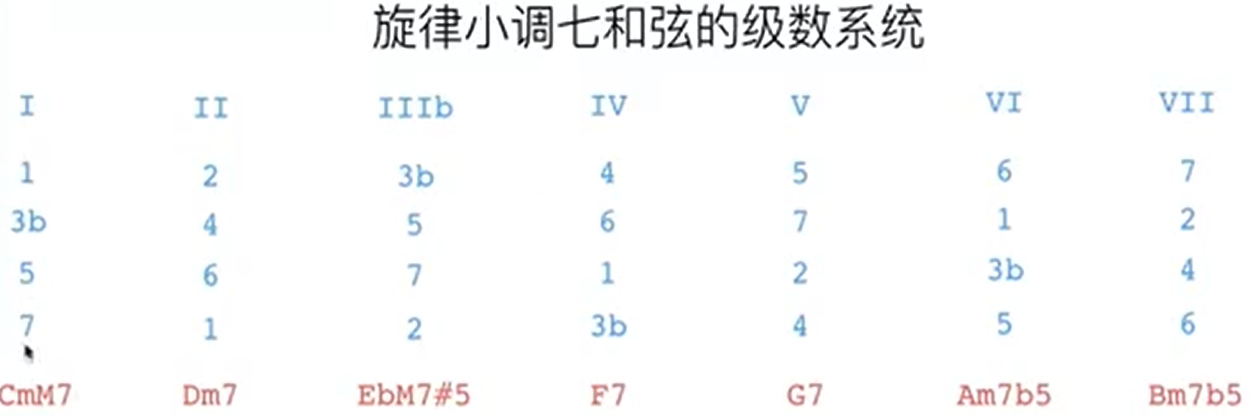 旋律小调七和弦的级数系统
I II IIIb IV V VI VII
1 2 3b 4 5 6 7
3b 4 5 6 7 1 2
5 6 7 1 2 3b 4
7 1 2 3b 4 5 6
CmM7 Dm7 EbM7#5 F7 G7 Am7b5 Bm7b5